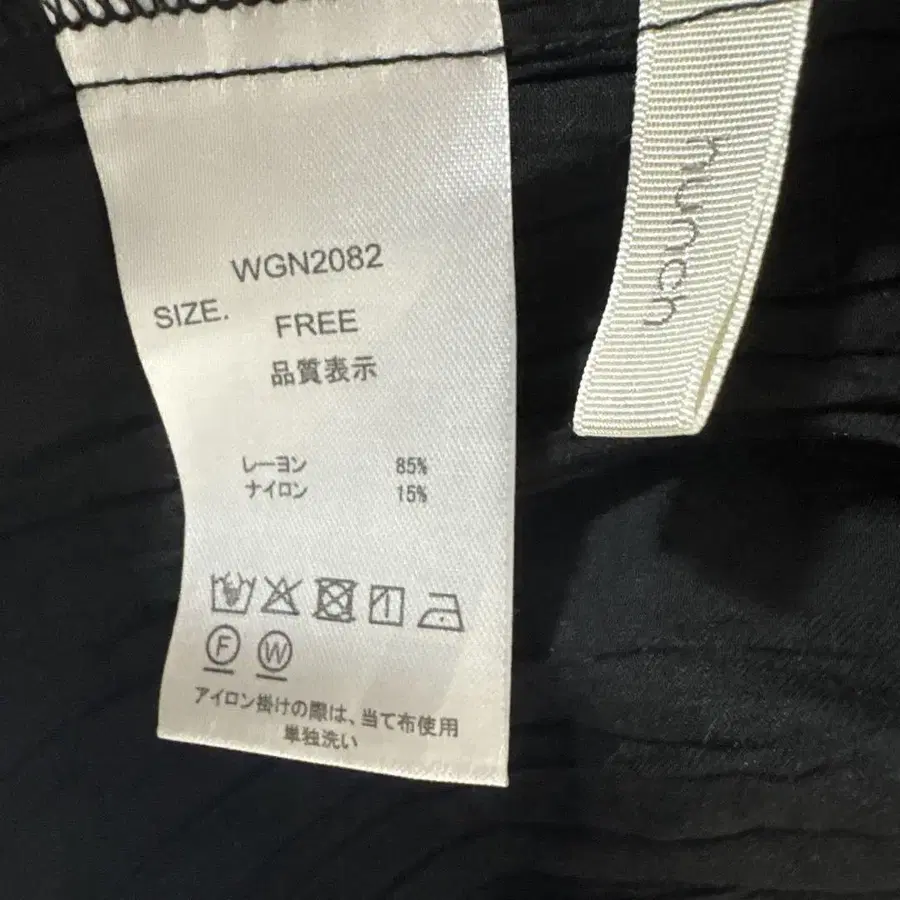 WGN2082
SIZE. FREE
品質表示
レーヨン 85%
ナイロン 15%
F W
アイロン掛けの際は、当て布使用
単独洗い
nunch